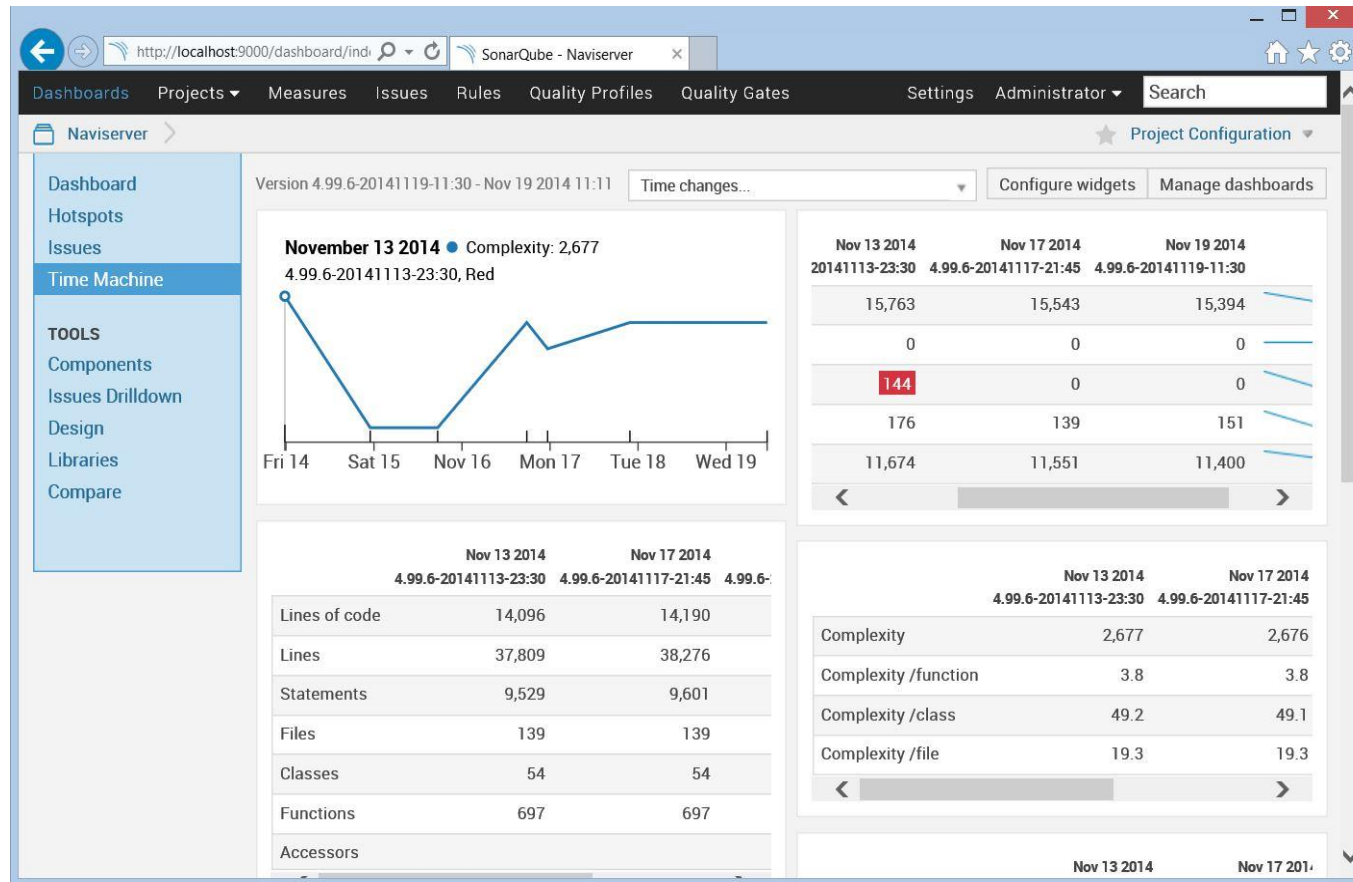 http://localhost:9000/dashboard/ind
SonarQube - Naviserver
Dashboards Projects Measures Issues Rules Quality Profiles Quality Gates Settings Administrator Search
Naviserver Project Configuration
Dashboard
Hotspots
Issues
Time Machine
TOOLS
Components
Issues Drilldown
Design
Libraries
Compare
Version 4.99.6-20141119-11:30 - Nov 19 2014 11:11 Time changes... Configure widgets Manage dashboards
November 13 2014 Complexity: 2,677
4.99.6-20141113-23:30, Red
Fri 14 Sat 15 Nov 16 Mon 17 Tue 18 Wed 19
Nov 13 2014 Nov 17 2014
4.99.6-20141113-23:30 4.99.6-20141117-21:45 4.99.6-
Lines of code 14,096 14,190
Lines 37,809 38,276
Statements 9,529 9,601
Files 139 139
Classes 54 54
Functions 697 697
Accessors
Nov 13 2014 Nov 17 2014 Nov 19 2014
20141113-23:30 4.99.6-20141117-21:45 4.99.6-20141119-11:30
15,763 15,543 15,394
0 0 0
144 0 0
176 139 151
11,674 11,551 11,400
Nov 13 2014 Nov 17 2014
4.99.6-20141113-23:30 4.99.6-20141117-21:45
Complexity 2,677 2,676
Complexity /function 3.8 3.8
Complexity /class 49.2 49.1
Complexity /file 19.3 19.3
Nov 13 2014 Nov 17 201